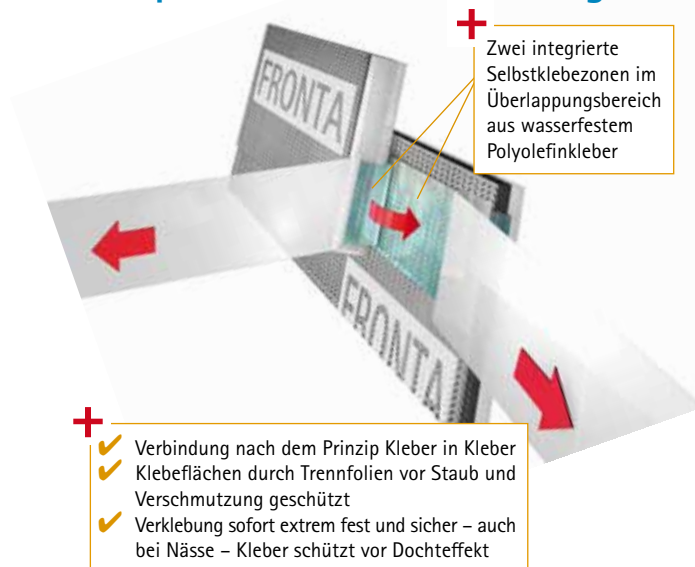 Zwei integrierte
Selbstklebezonen im
Überlappungsbereich
aus wasserfestem
Polyolefinkleber
FRONTA
FRONTA
Verbindung nach dem Prinzip Kleber in Kleber
Klebeflächen durch Trennfolien vor Staub und
Verschmutzung geschützt
Verklebung sofort extrem fest und sicher – auch
bei Nässe – Kleber schützt vor Dochteffekt